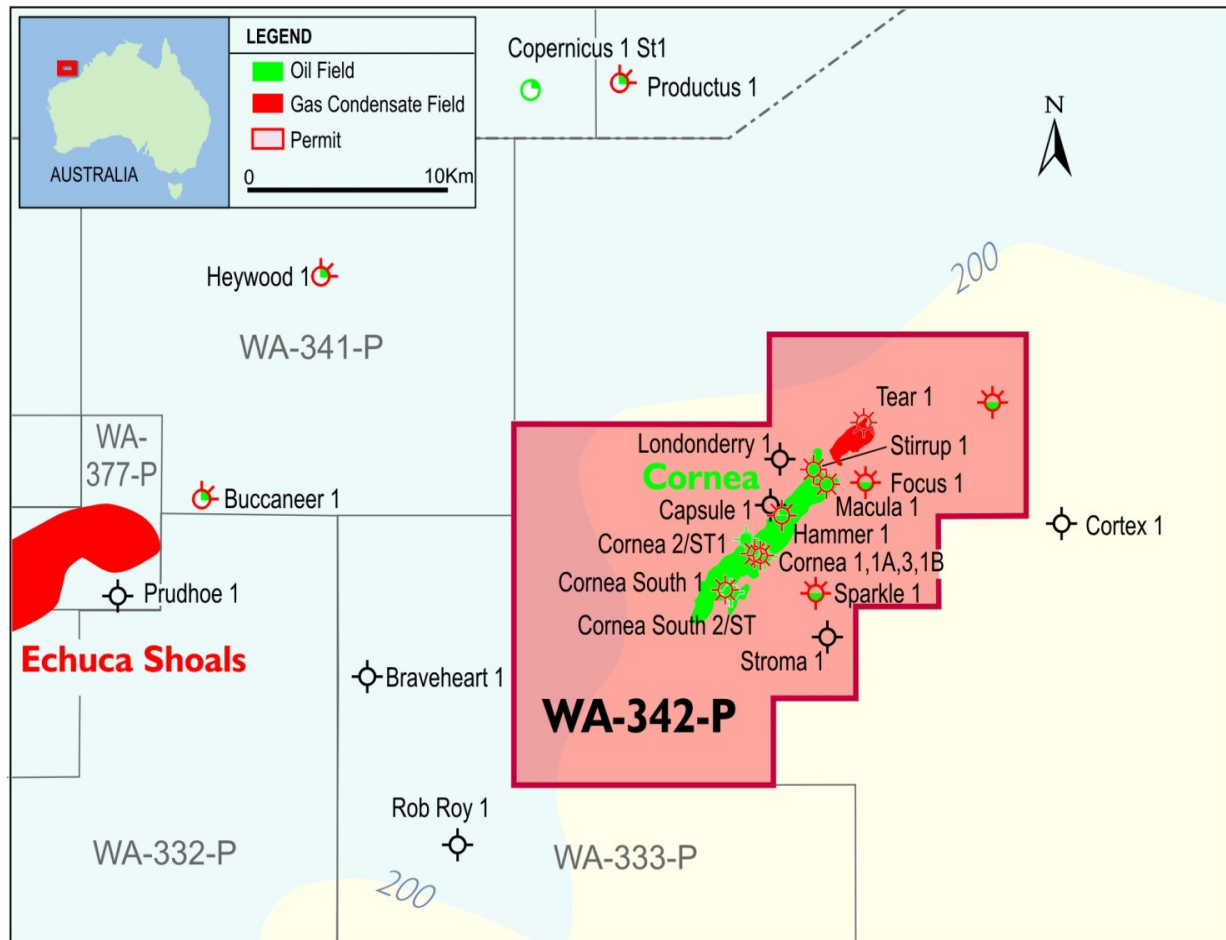 LEGEND
Oil Field
Gas Condensate Field
Permit
0 10Km
AUSTRALIA
Copernicus 1 St1
Productus 1
N
200
Heywood 1
WA-341-P
WA-
377-P
Tear 1
Londonderry 1
Stirrup 1
Cornea
Focus 1
Buccaneer 1
Capsule 1
Macula 1
Hammer 1
Cortex 1
Cornea 2/ST1
Cornea 1,1A,3,1B
Cornea South 1
Sparkle 1
Prudhoe 1
Cornea South 2/ST
Echuca Shoals
Stroma 1
Braveheart 1
WA-342-P
Rob Roy 1
WA-332-P
WA-333-P
200